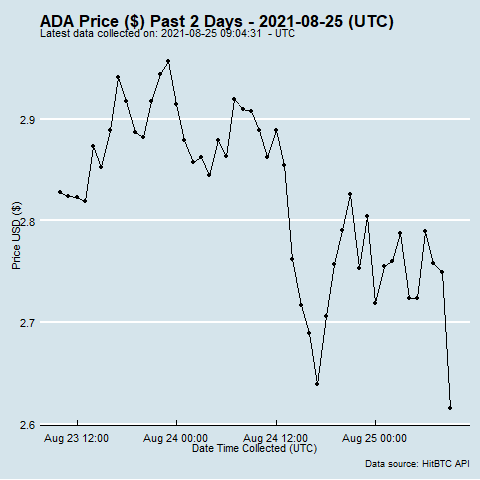 ADA Price ($) Past 2 Days - 2021-08-25 (UTC)
Latest data collected on: 2021-08-25 09:04:31  - UTC
Price USD ($)
2.9
2.8
2.7
2.6
Aug 23 12:00
Aug 24 00:00
Aug 24 12:00
Aug 25 00:00
Date Time Collected (UTC)
Data source: HitBTC API